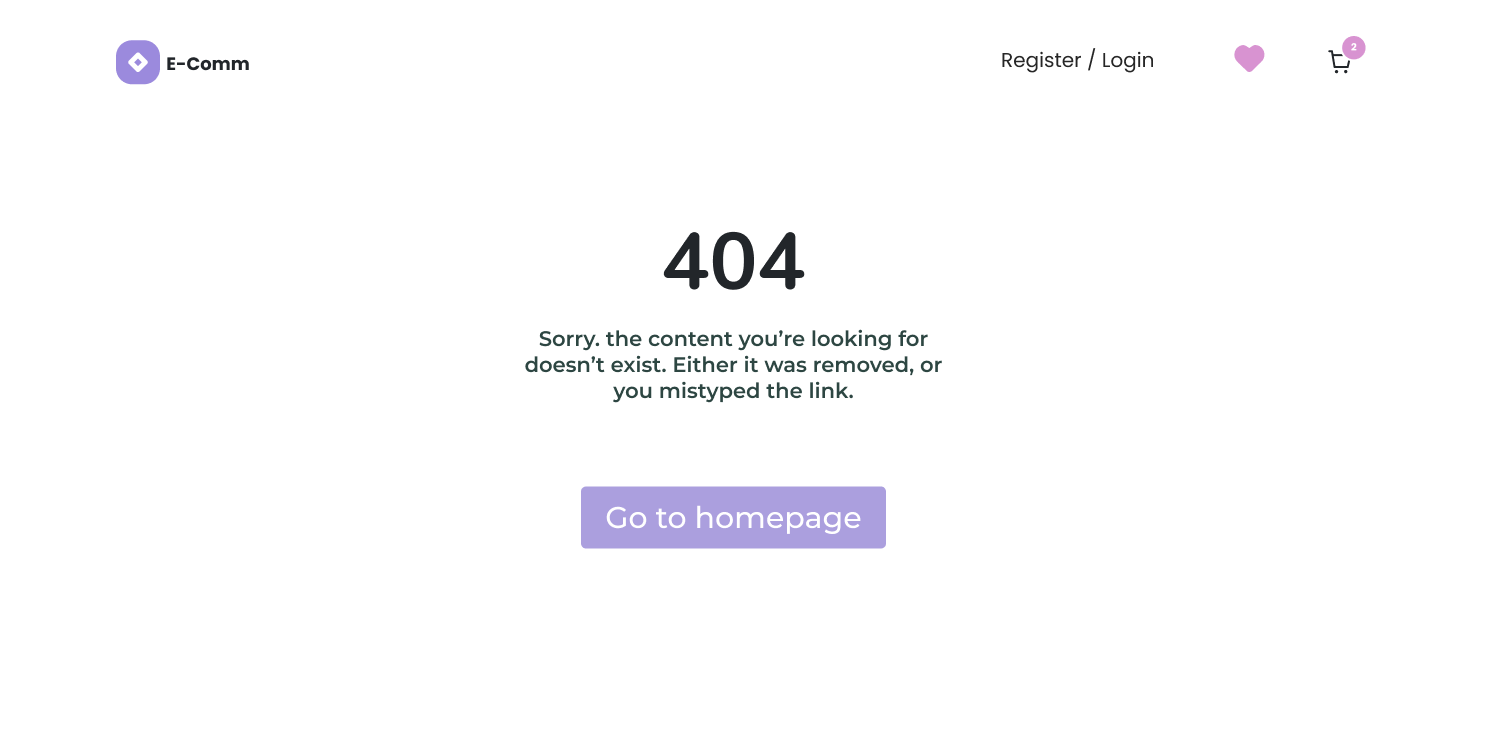 E-Comm
Register / Login
2
404
Sorry. the content you’re looking for
doesn’t exist. Either it was removed, or
you mistyped the link.
Go to homepage